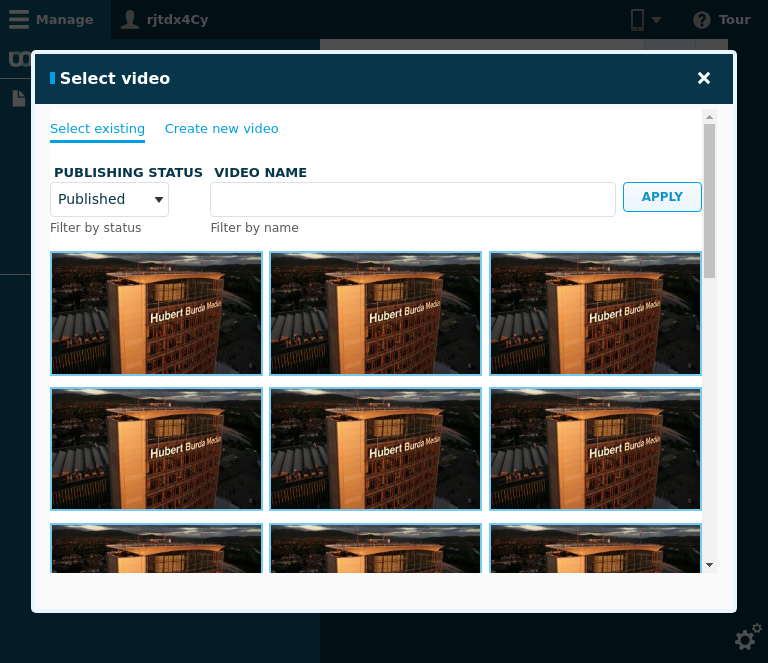 Manage
rjtdx4Cy
Tour
Select video
Select existing
Create new video
PUBLISHING STATUS
VIDEO NAME
Published
APPLY
Filter by status
Filter by name
Hubert Burda Media
Hubert Burda Media
Hubert Burda Media
Hubert Burda Media
Hubert Burda Media
Hubert Burda Media